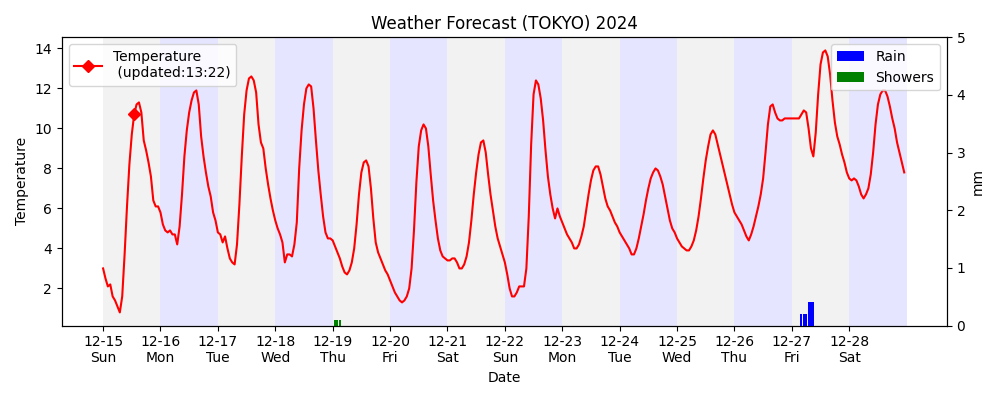 Weather Forecast (TOKYO) 2024
Temperature
(updated:13:22)
Rain
Showers
Temperature
14
12
10
8
6
4
2
5
4
3
2
1
0
mm
12-15 12-16 12-17 12-18 12-19 12-20 12-21 12-22 12-23 12-24 12-25 12-26 12-27 12-28
Sun Mon Tue Wed Thu Fri Sat Sun Mon Tue Wed Thu Fri Sat
Date